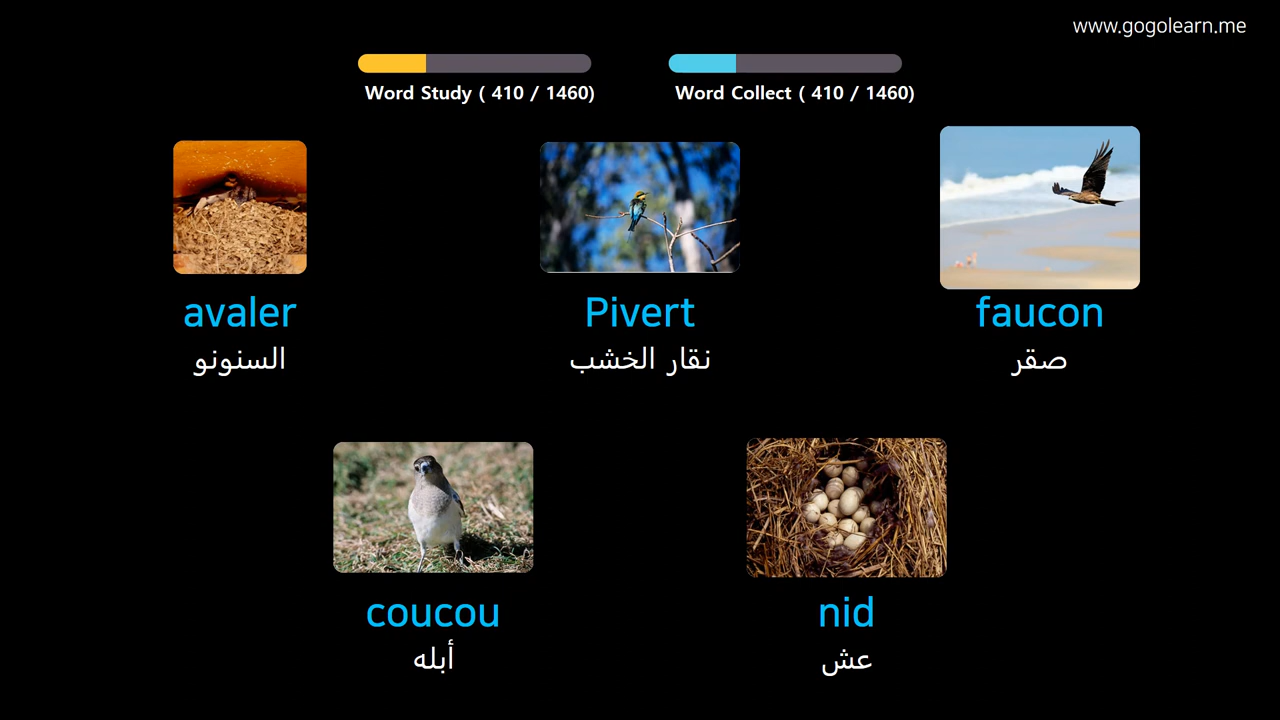 www.gogolearn.me
Word Study ( 410 / 1460)
Word Collect ( 410 / 1460)
avaler
السنونو
Pivert
نقار الخشب
faucon
صقر
coucou
أبله
nid
عش